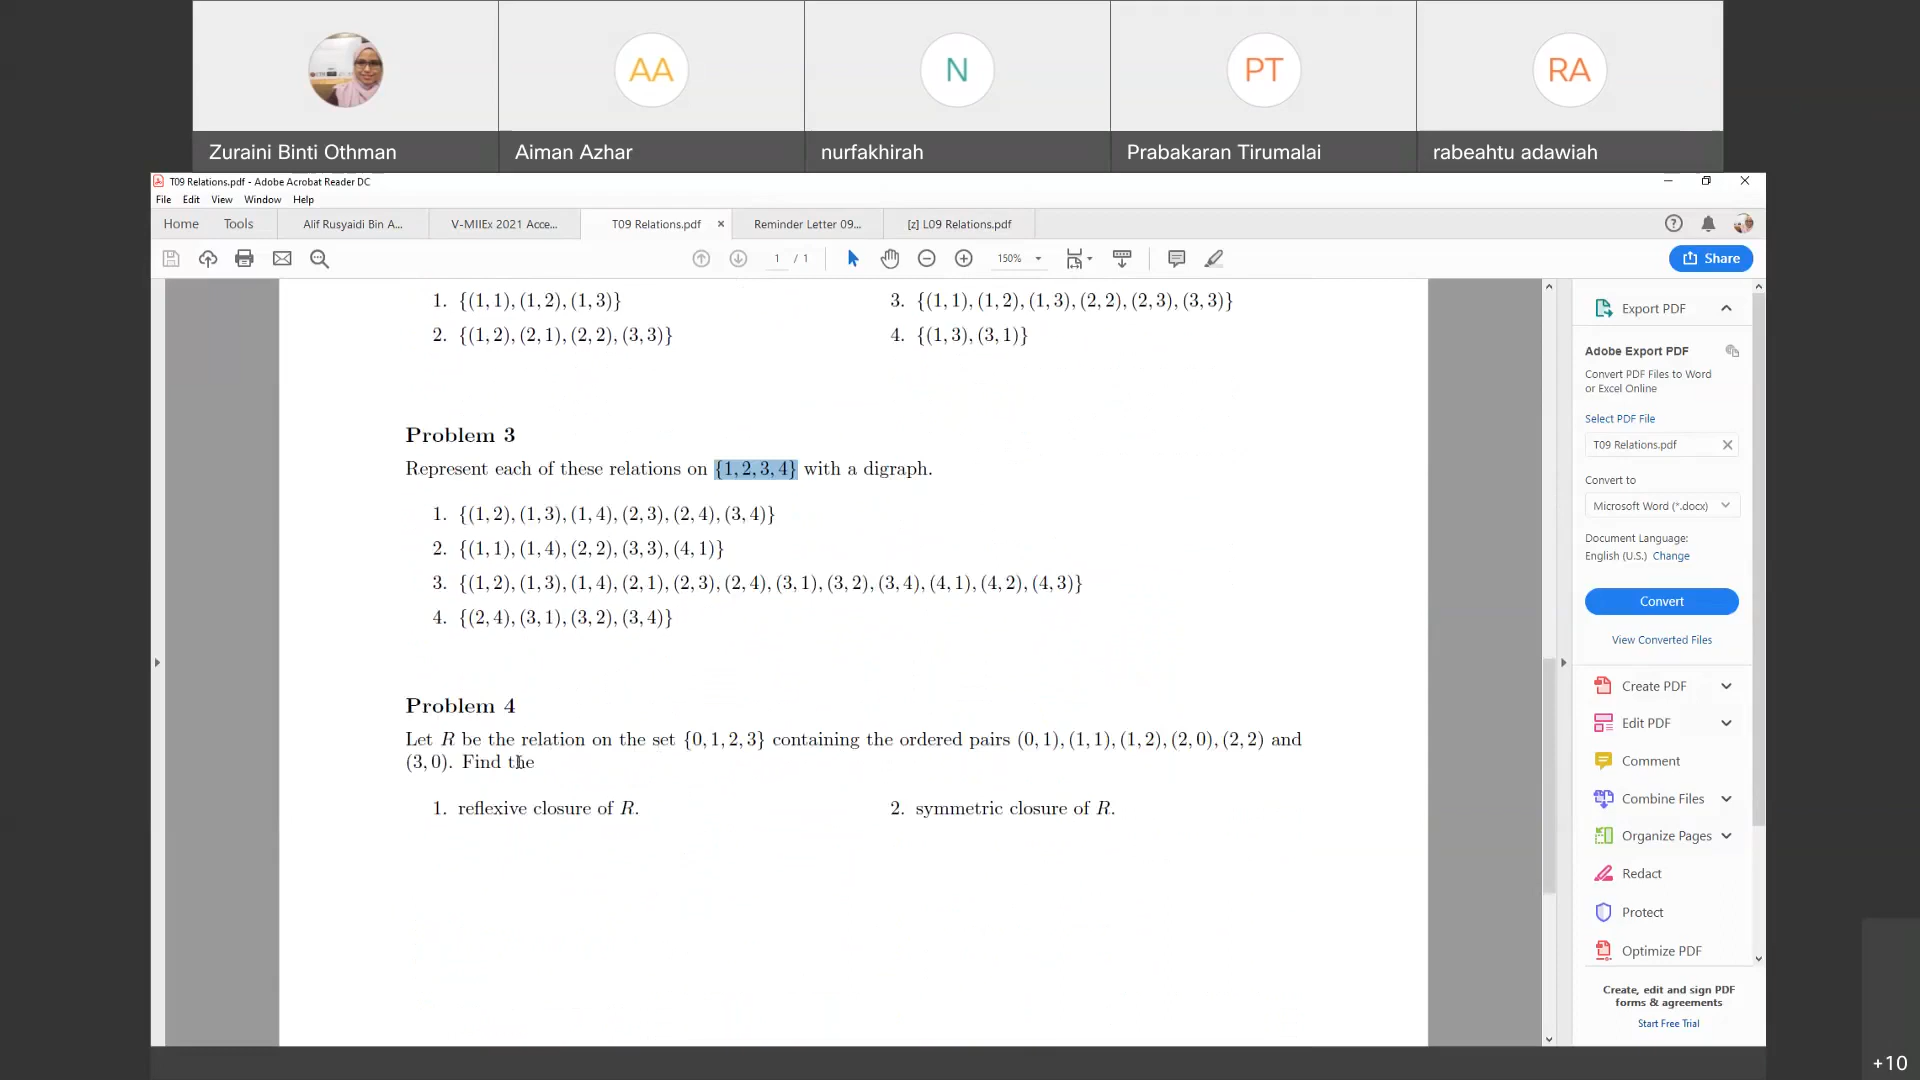 AA
N
PT
RA
Zuraini Binti Othman
Aiman Azhar
nurfakhirah
Prabakaran Tirumalai
rabeahtu adawiah
T09 Relations.pdf - Adobe Acrobat Reader DC
File Edit View Window Help
Home Tools Alif Rusyaidi Bin A... V-MIIEx 2021 Acce... T09 Relations.pdf × Reminder Letter 09... [z] L09 Relations.pdf
1 / 1 150% Share
1. {(1, 1), (1, 2), (1, 3)}
3. {(1, 1), (1, 2), (1, 3), (2, 2), (2, 3), (3, 3)}
2. {(1, 2), (2, 1), (2, 2), (3, 3)}
4. {(1, 3), (3, 1)}
Problem 3
Represent each of these relations on {1, 2, 3, 4} with a digraph.
1. {(1, 2), (1, 3), (1, 4), (2, 3), (2, 4), (3, 4)}
2. {(1, 1), (1, 4), (2, 2), (3, 3), (4, 1)}
3. {(1, 2), (1, 3), (1, 4), (2, 1), (2, 3), (2, 4), (3, 1), (3, 2), (3, 4), (4, 1), (4, 2), (4, 3)}
4. {(2, 4), (3, 1), (3, 2), (3, 4)}
Problem 4
Let R be the relation on the set {0, 1, 2, 3} containing the ordered pairs (0, 1), (1, 1), (1, 2), (2, 0), (2, 2) and
(3, 0). Find the
1. reflexive closure of R.
2. symmetric closure of R.
Export PDF
Adobe Export PDF
Convert PDF Files to Word
or Excel Online
Select PDF File
T09 Relations.pdf
Convert to
Microsoft Word (*.docx)
Document Language:
English (U.S.) Change
Convert
View Converted Files
Create PDF
Edit PDF
Comment
Combine Files
Organize Pages
Redact
Protect
Optimize PDF
Create, edit and sign PDF
forms & agreements
Start Free Trial
+10